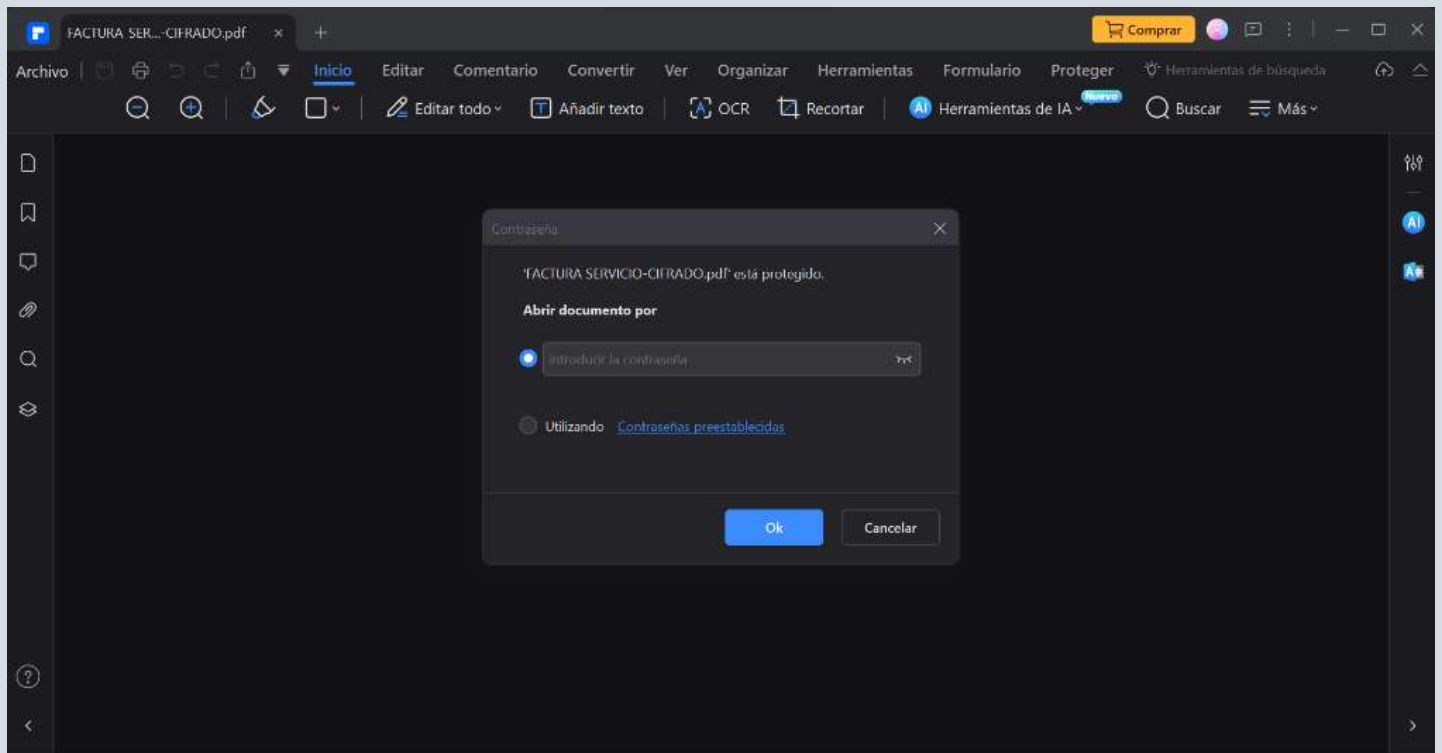 FACTURA SER...-CIFRADO.pdf
Comprar
Archivo Inicio Editar Comentario Convertir Ver Organizar Herramientas Formulario Proteger Herramientas de búsqueda
Editar todo Añadir texto OCR Recortar AI Herramientas de IA Nuevo Buscar Más
AI
Contraseña
'FACTURA SERVICIO-CIFRADO.pdf' está protegido.
Abrir documento por
introducir la contraseña
Utilizando Contraseñas preestablecidas
Ok Cancelar